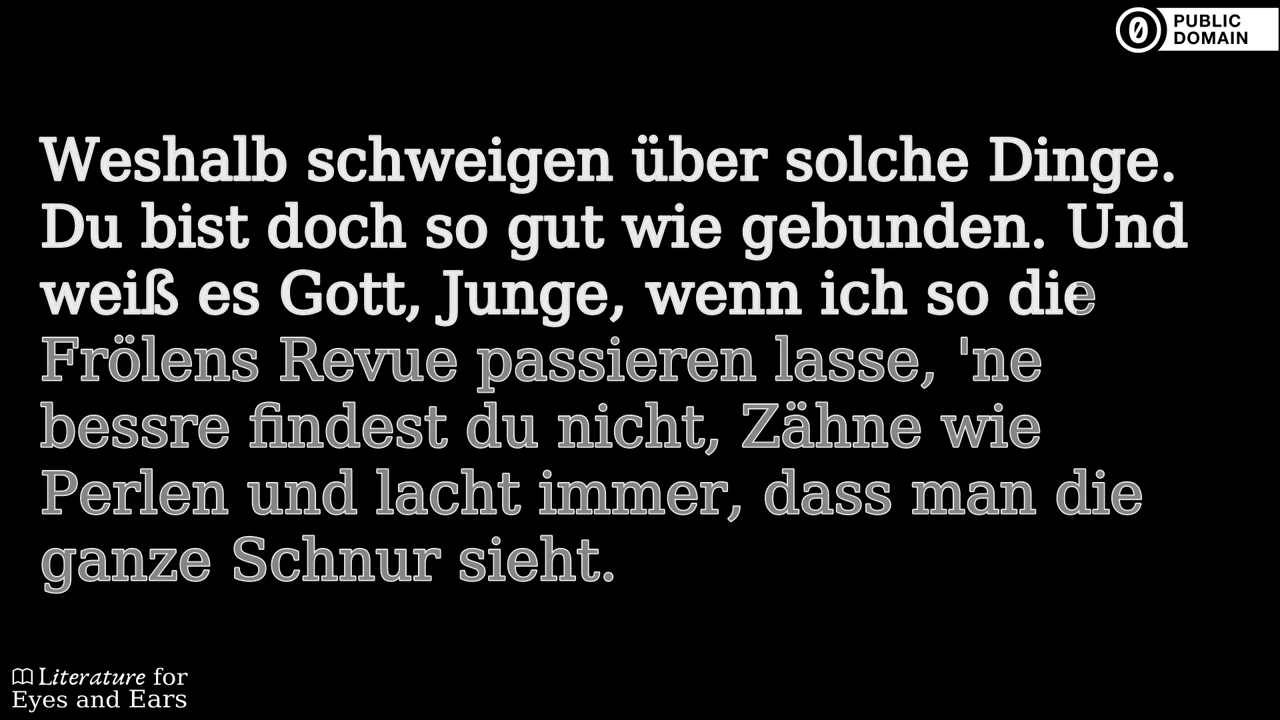 PUBLIC
DOMAIN
Weshalb schweigen über solche Dinge.
Du bist doch so gut wie gebunden. Und
weiß es Gott, Junge, wenn ich so die
Frölens Revue passieren lasse, 'ne
bessre findest du nicht, Zähne wie
Perlen und lacht immer, dass man die
ganze Schnur sieht.
Literature for
Eyes and Ears